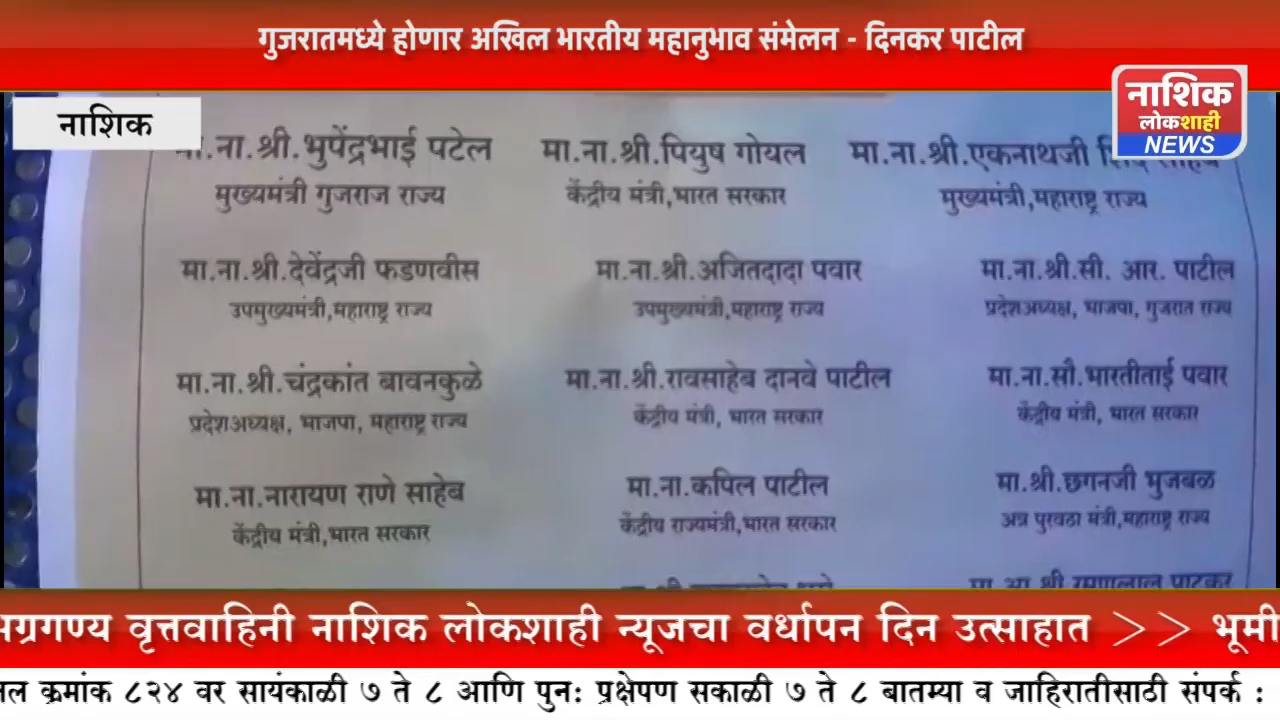 गुजरातमध्ये होणार अखिल भारतीय महानुभाव संमेलन - दिनकर पाटील
नाशिक
नाशिक
लोकशाही
NEWS
मा.ना.श्री.भुपेंद्रभाई पटेल मा.ना.श्री.पियुष गोयल मा.ना.श्री.एकनाथजी
मुख्यमंत्री गुजराज राज्य केंद्रीय मंत्री,भारत सरकार मुख्यमंत्री,महाराष्ट्र राज्य
मा.ना.श्री.देवेंद्रजी फडणवीस मा.ना.श्री.अजितदादा पवार मा.ना.श्री.सी. आर. पाटील
उपमुख्यमंत्री,महाराष्ट्र राज्य उपमुख्यमंत्री,महाराष्ट्र राज्य प्रदेशअध्यक्ष, भाजपा, गुजरात राज्य
मा.ना.श्री.चंद्रकांत बावनकुळे मा.ना.श्री.रावसाहेब दानवे पाटील मा.ना.सौ.भारतीताई पवार
प्रदेशअध्यक्ष, भाजपा, महाराष्ट्र राज्य केंद्रीय मंत्री, भारत सरकार केंद्रीय मंत्री, भारत सरकार
मा.ना.नारायण राणे साहेब मा.ना.कपिल पाटील मा.श्री.छगनजी भुजबळ
केंद्रीय मंत्री,भारत सरकार केंद्रीय राज्यमंत्री,भारत सरकार अन्न पुरवठा मंत्री,महाराष्ट्र राज्य
वृत्तवाहिनी नाशिक लोकशाही न्यूजचा वर्धापन दिन उत्साहात >> भूमी
क्रमांक ८२४ वर सायंकाळी ७ ते ८ आणि पुनः प्रक्षेपण सकाळी ७ ते ८ बातम्या व जाहिरातीसाठी संपर्क :